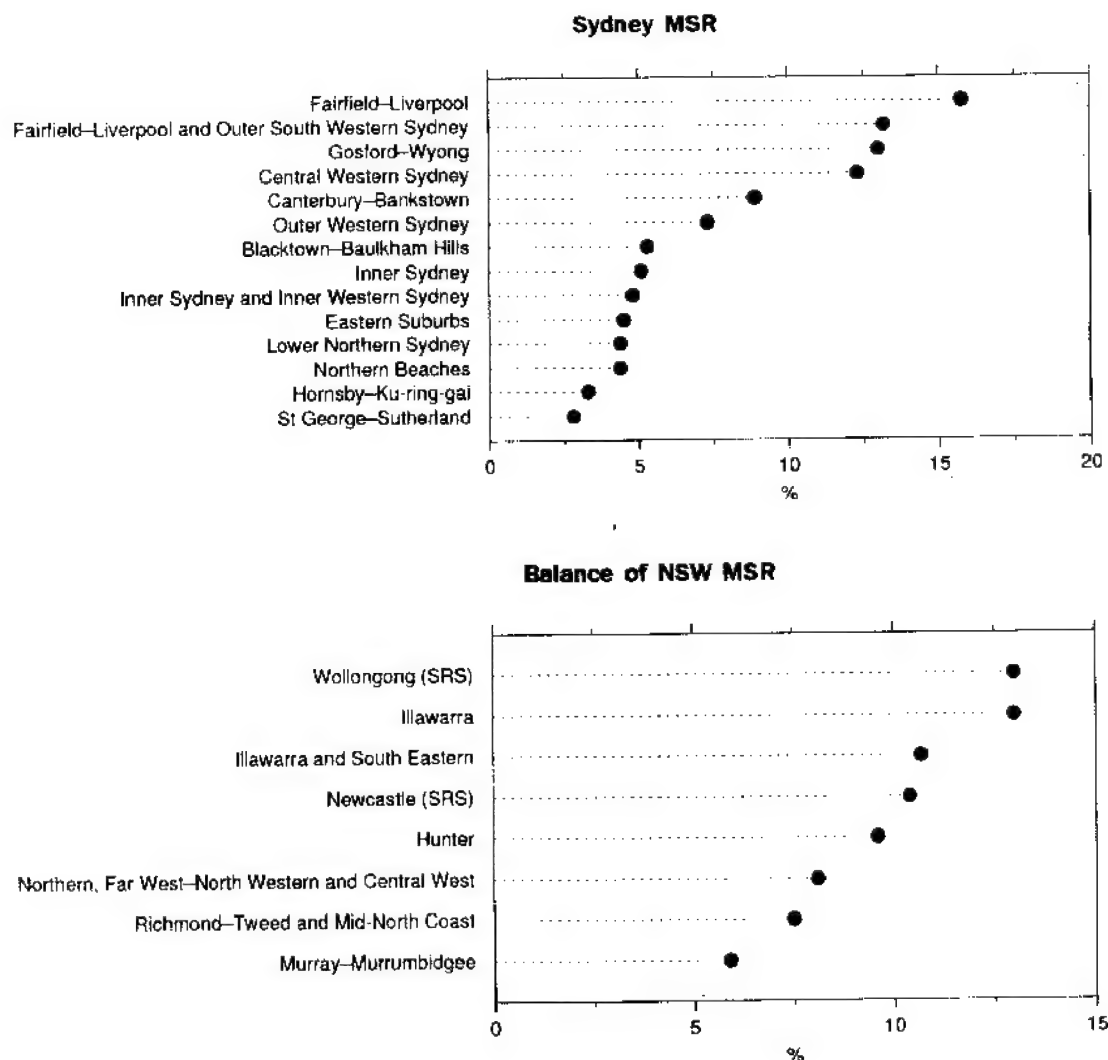 Sydney MSR
Fairfield–Liverpool
Fairfield–Liverpool and Outer South Western Sydney
Gosford–Wyong
Central Western Sydney
Canterbury–Bankstown
Outer Western Sydney
Blacktown–Baulkham Hills
Inner Sydney
Inner Sydney and Inner Western Sydney
Eastern Suburbs
Lower Northern Sydney
Northern Beaches
Hornsby–Ku-ring-gai
St George–Sutherland
0 5 10 15 20
%
Balance of NSW MSR
Wollongong (SRS)
Illawarra
Illawarra and South Eastern
Newcastle (SRS)
Hunter
Northern, Far West–North Western and Central West
Richmond–Tweed and Mid-North Coast
Murray–Murrumbidgee
0 5 10 15
%